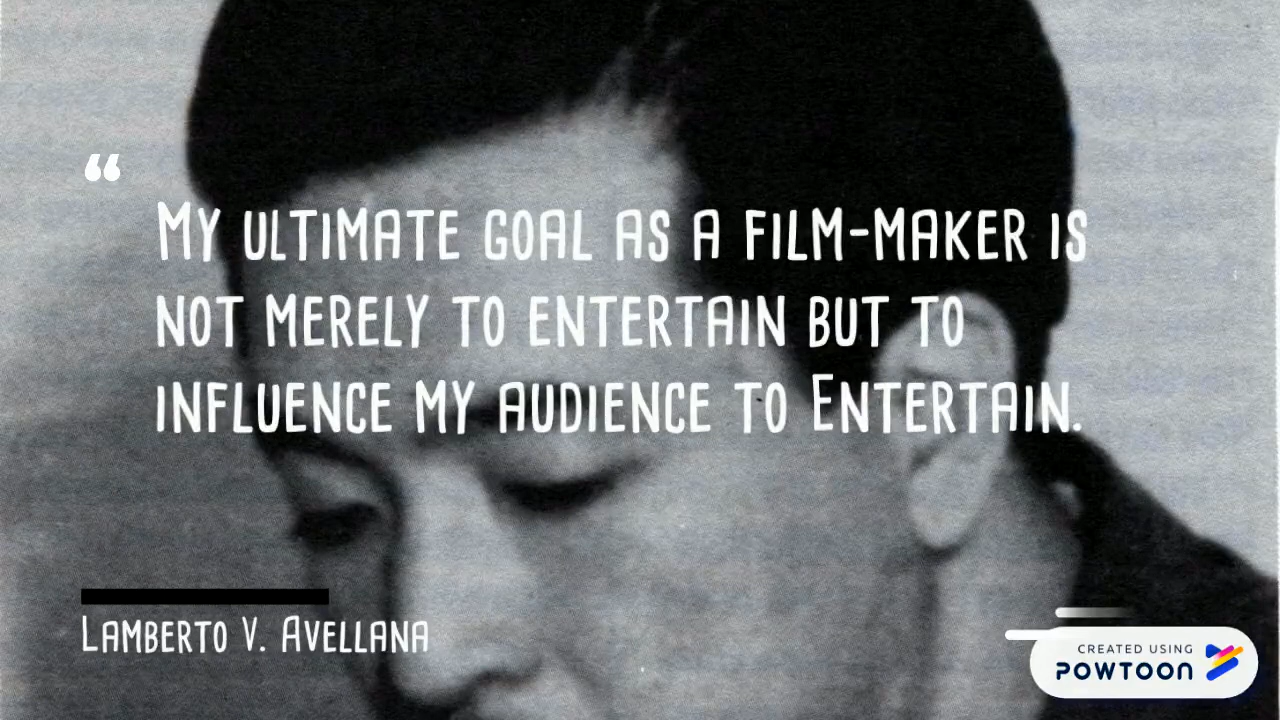 “
My ultimate goal as a film-maker is
not merely to entertain but to
influence my audience to Entertain.
Lamberto V. Avellana
CREATED USING
POWTOON